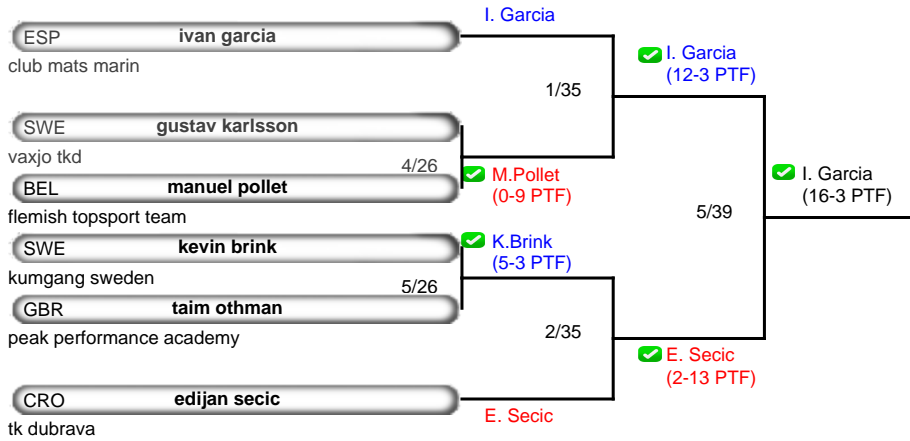 I. Garcia
ESP ivan garcia
club mats marin
I. Garcia
(12-3 PTF)
1/35
SWE gustav karlsson
vaxjo tkd
4/26
BEL manuel pollet
flemish topsport team
M.Pollet
(0-9 PTF)
I. Garcia
(16-3 PTF)
5/39
SWE kevin brink
kumgang sweden
K.Brink
(5-3 PTF)
5/26
GBR taim othman
peak performance academy
2/35
E. Secic
(2-13 PTF)
CRO edijan secic
tk dubrava
E. Secic